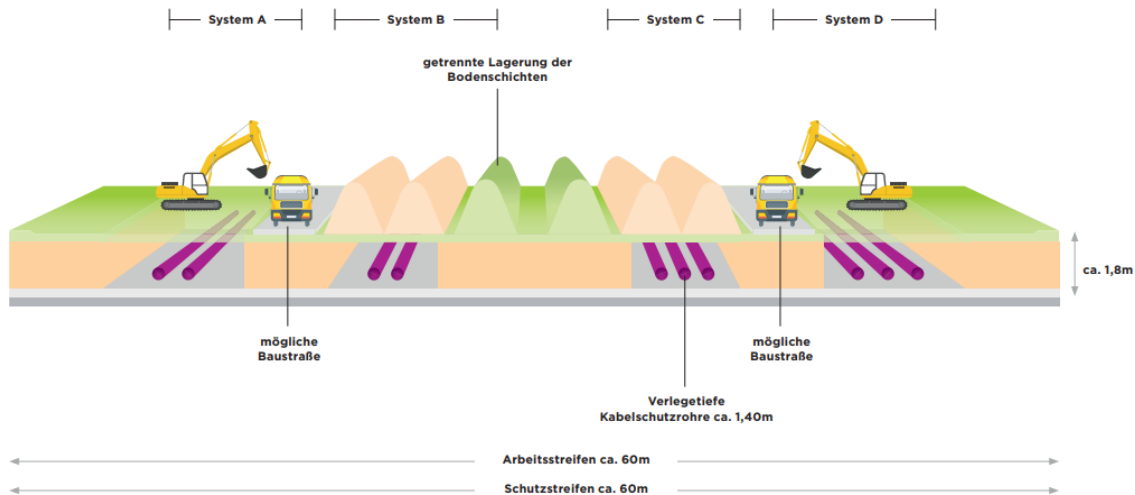 System A
System B
System C
System D
getrennte Lagerung der
Bodenschichten
ca. 1,8m
mögliche
Baustraße
mögliche
Baustraße
Verlegetiefe
Kabelschutzrohre ca. 1,40m
Arbeitsstreifen ca. 60m
Schutzstreifen ca. 60m